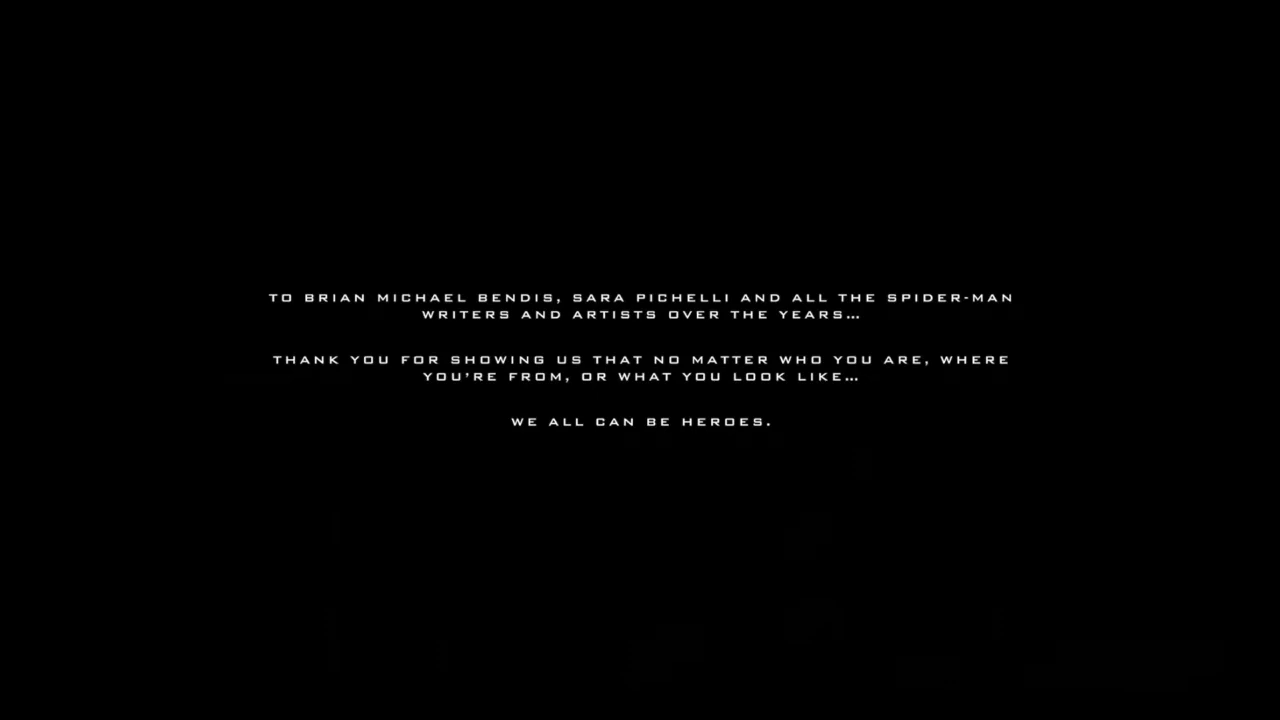 TO BRIAN MICHAEL BENDIS, SARA PICHELLI AND ALL THE SPIDER-MAN
WRITERS AND ARTISTS OVER THE YEARS…
THANK YOU FOR SHOWING US THAT NO MATTER WHO YOU ARE, WHERE
YOU'RE FROM, OR WHAT YOU LOOK LIKE…
WE ALL CAN BE HEROES.